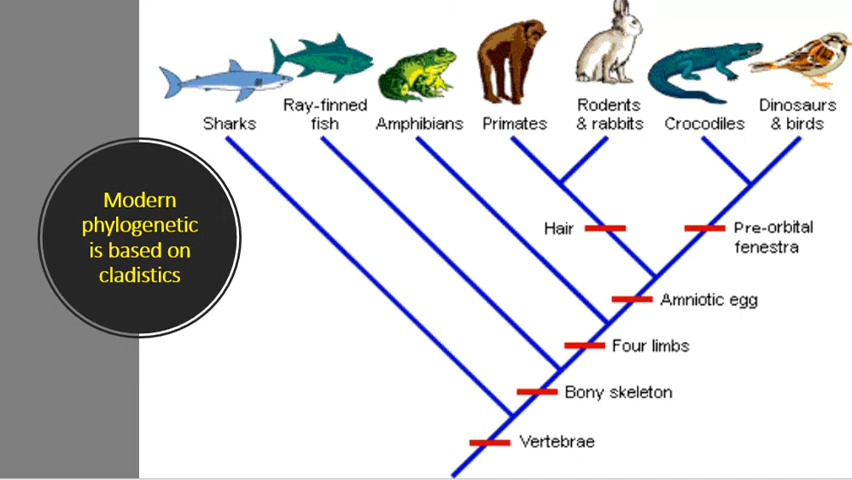 Modern
phylogenetic
is based on
cladistics
Sharks
Ray-finned
fish
Amphibians
Primates
Rodents
& rabbits
Crocodiles
Dinosaurs
& birds
Hair
Pre-orbital
fenestra
Amniotic egg
Four limbs
Bony skeleton
Vertebrae